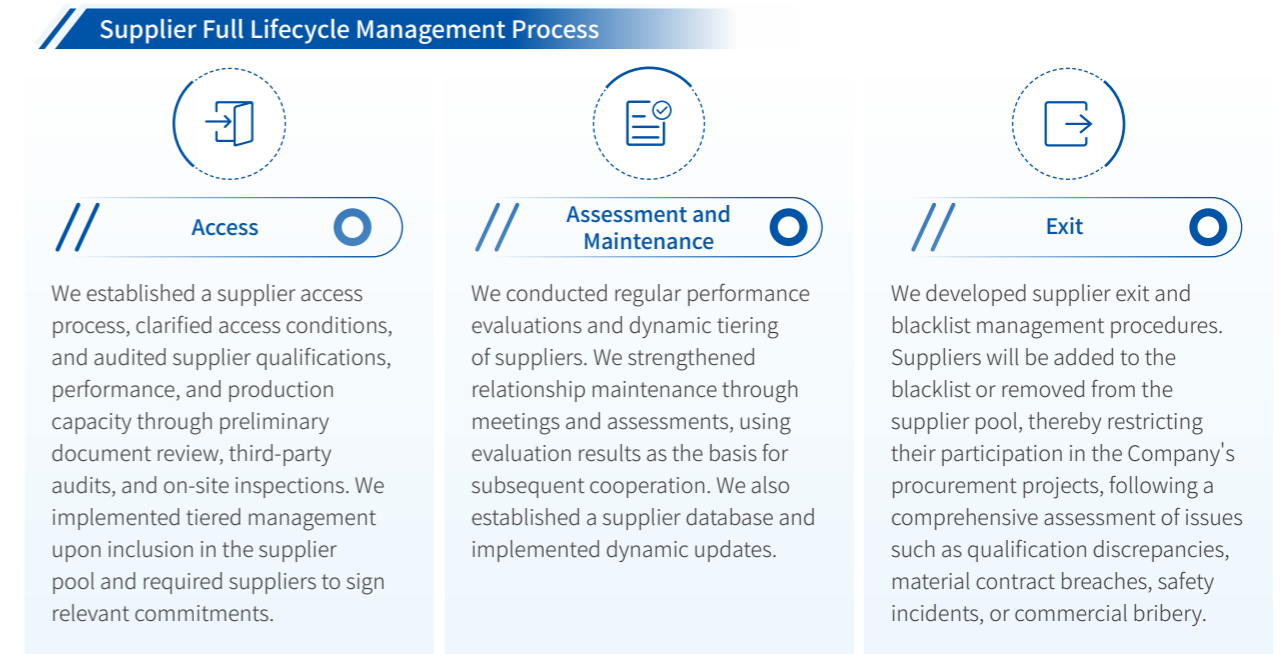 Supplier Full Lifecycle Management Process
Access
We established a supplier access
process, clarified access conditions,
and audited supplier qualifications,
performance, and production
capacity through preliminary
document review, third-party
audits, and on-site inspections. We
implemented tiered management
upon inclusion in the supplier
pool and required suppliers to sign
relevant commitments.
Assessment and
Maintenance
We conducted regular performance
evaluations and dynamic tiering
of suppliers. We strengthened
relationship maintenance through
meetings and assessments, using
evaluation results as the basis for
subsequent cooperation. We also
established a supplier database and
implemented dynamic updates.
Exit
We developed supplier exit and
blacklist management procedures.
Suppliers will be added to the
blacklist or removed from the
supplier pool, thereby restricting
their participation in the Company's
procurement projects, following a
comprehensive assessment of issues
such as qualification discrepancies,
material contract breaches, safety
incidents, or commercial bribery.